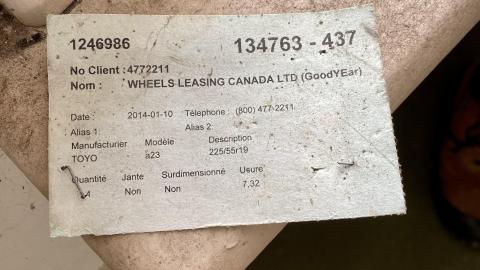 1246986 134763 - 437
No Client : 4772211
Nom : WHEELS LEASING CANADA LTD (GoodYEar)
Date : 2014-01-10 Téléphone : (800) 477-2211
Alias 1 Alias 2
Manufacturier Modèle Description
TOYO a23 225/55r19
Quantité Jante Surdimensionné Usure
Non Non 7,32